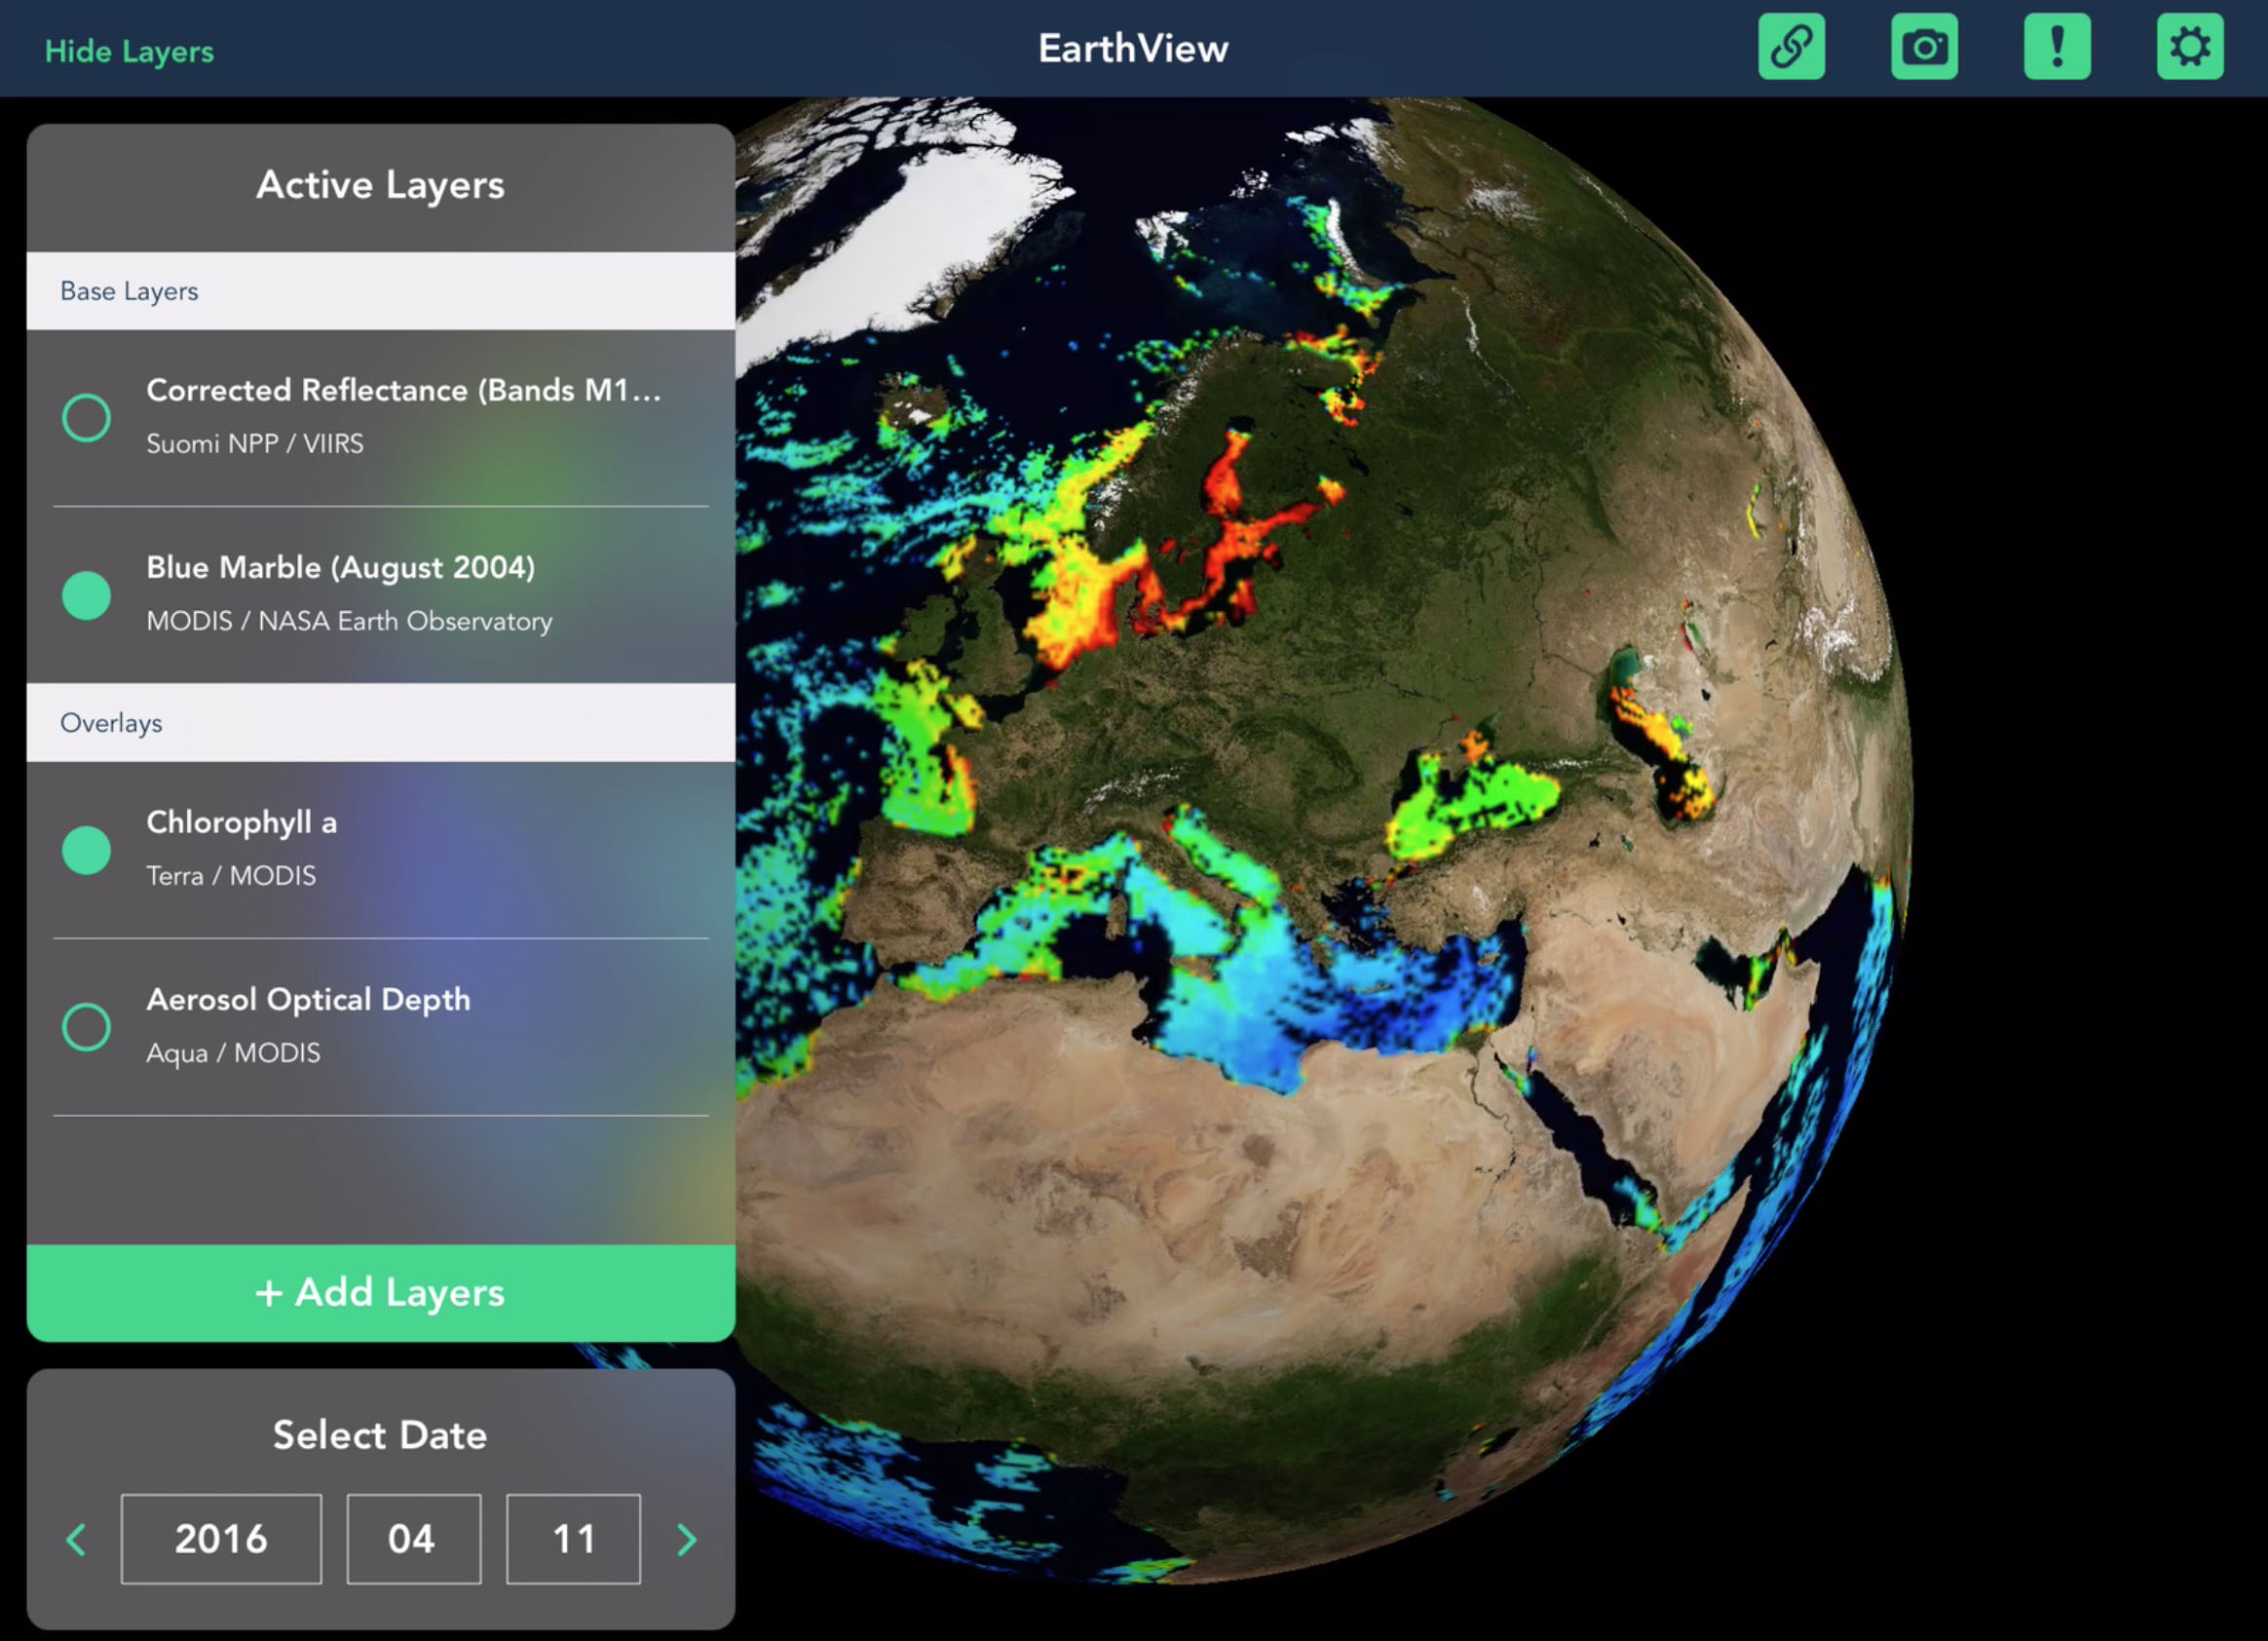 Hide Layers
EarthView
Active Layers
Base Layers
Corrected Reflectance (Bands M1...
Suomi NPP / VIIRS
Blue Marble (August 2004)
MODIS / NASA Earth Observatory
Overlays
Chlorophyll a
Terra / MODIS
Aerosol Optical Depth
Aqua / MODIS
+ Add Layers
Select Date
2016 04 11